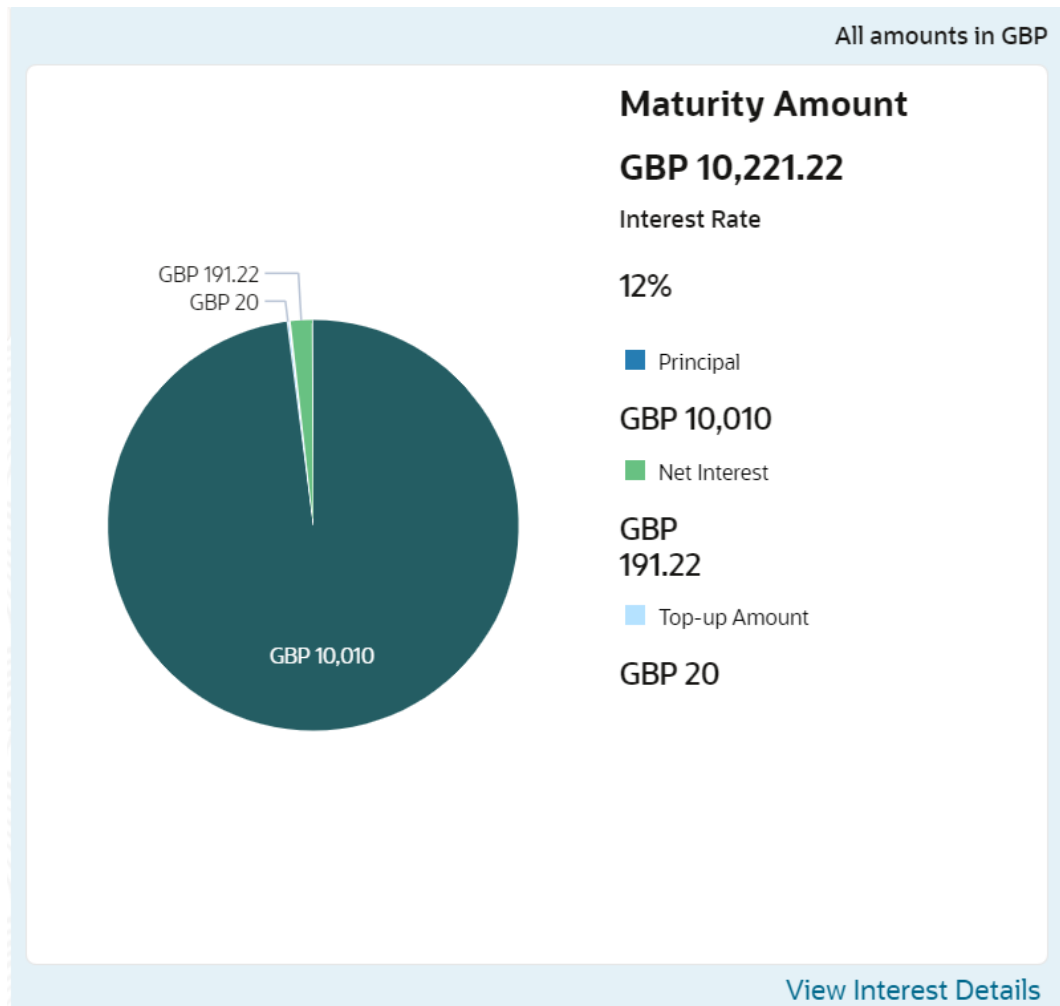 All amounts in GBP
Maturity Amount
GBP 10,221.22
Interest Rate
12%
GBP 191.22
GBP 20
GBP 10,010
Principal
GBP 10,010
Net Interest
GBP
191.22
Top-up Amount
GBP 20
View Interest Details